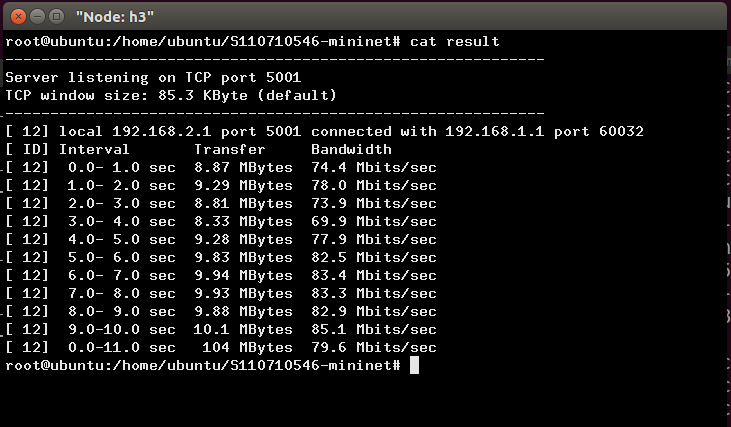 "Node: h3"
root@ubuntu:/home/ubuntu/S110710546-mininet# cat result
------------------------------------------------------------
Server listening on TCP port 5001
TCP window size: 85.3 KByte (default)
------------------------------------------------------------
[ 12] local 192.168.2.1 port 5001 connected with 192.168.1.1 port 60032
[ ID] Interval       Transfer     Bandwidth
[ 12]  0.0- 1.0 sec  8.87 MBytes  74.4 Mbits/sec
[ 12]  1.0- 2.0 sec  9.29 MBytes  78.0 Mbits/sec
[ 12]  2.0- 3.0 sec  8.81 MBytes  73.9 Mbits/sec
[ 12]  3.0- 4.0 sec  8.33 MBytes  69.9 Mbits/sec
[ 12]  4.0- 5.0 sec  9.28 MBytes  77.9 Mbits/sec
[ 12]  5.0- 6.0 sec  9.83 MBytes  82.5 Mbits/sec
[ 12]  6.0- 7.0 sec  9.94 MBytes  83.4 Mbits/sec
[ 12]  7.0- 8.0 sec  9.93 MBytes  83.3 Mbits/sec
[ 12]  8.0- 9.0 sec  9.88 MBytes  82.9 Mbits/sec
[ 12]  9.0-10.0 sec  10.1 MBytes  85.1 Mbits/sec
[ 12]  0.0-11.0 sec   104 MBytes  79.6 Mbits/sec
root@ubuntu:/home/ubuntu/S110710546-mininet#